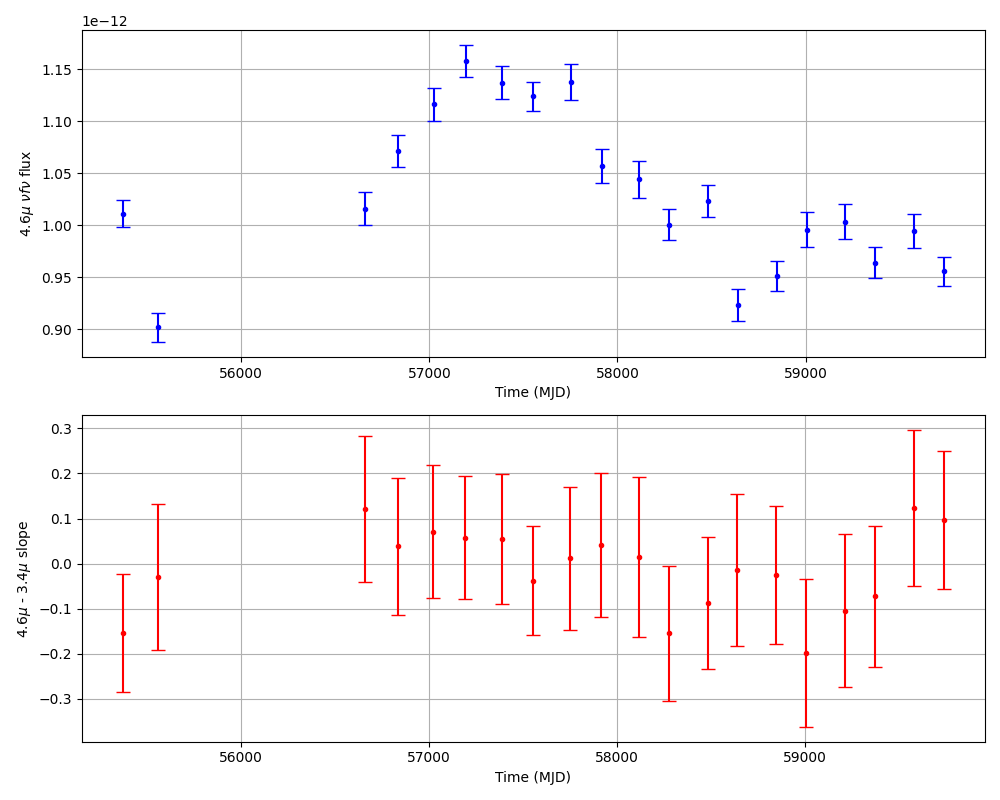 1e−12
1.15
1.10
1.05
1.00
0.95
0.90
4.6μ νfν flux
56000 57000 58000 59000
Time (MJD)
0.3
0.2
0.1
0.0
−0.1
−0.2
−0.3
4.6μ - 3.4μ slope
56000 57000 58000 59000
Time (MJD)